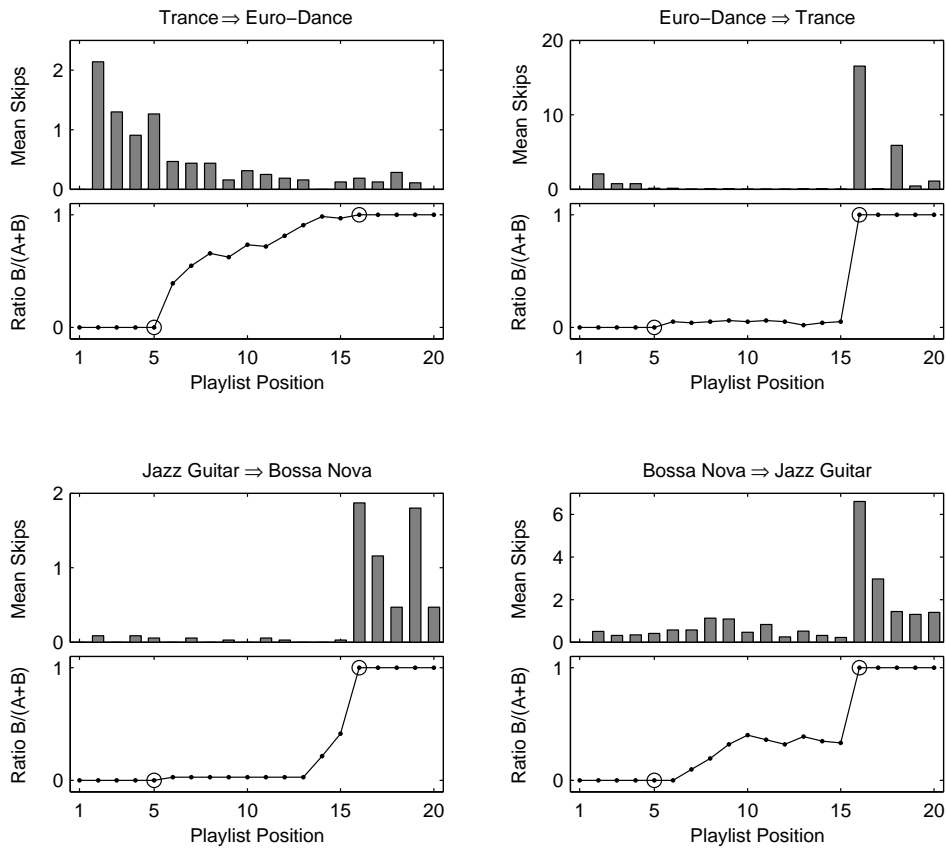 Trance ⇒ Euro−Dance
2
1
0
Mean Skips
1
0
Ratio B/(A+B)
1 5 10 15 20
Playlist Position
Euro−Dance ⇒ Trance
20
10
0
Mean Skips
1
0
Ratio B/(A+B)
1 5 10 15 20
Playlist Position
Jazz Guitar ⇒ Bossa Nova
2
1
0
Mean Skips
1
0
Ratio B/(A+B)
1 5 10 15 20
Playlist Position
Bossa Nova ⇒ Jazz Guitar
6
4
2
0
Mean Skips
1
0
Ratio B/(A+B)
1 5 10 15 20
Playlist Position